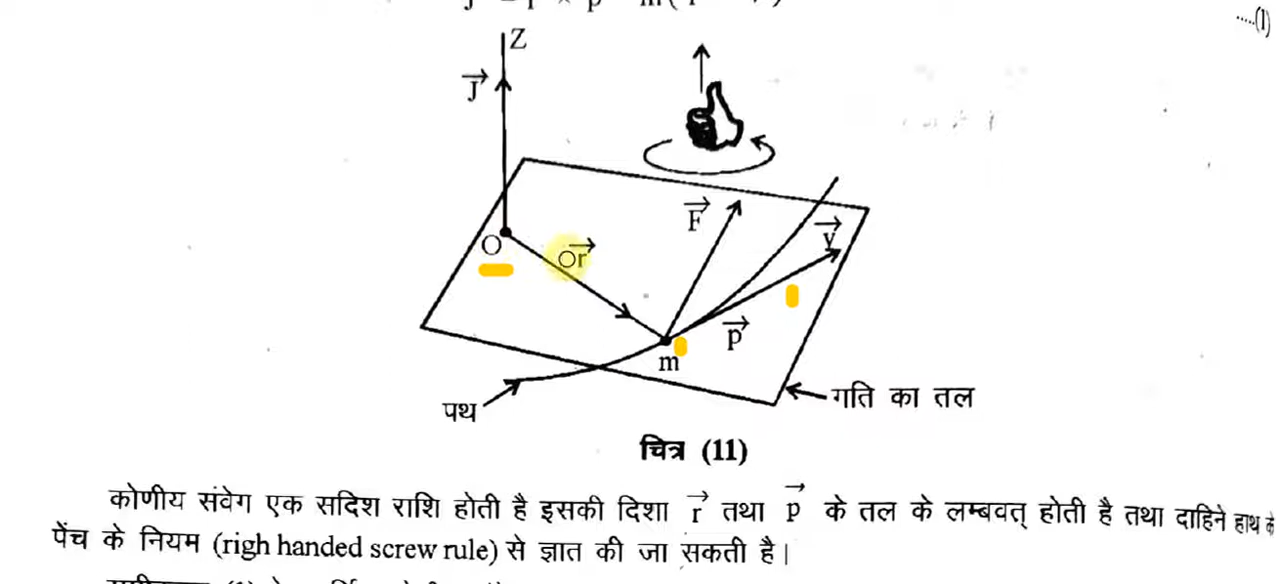 .....(1)
Z
J
F
O
r
v
p
m
पथ
गति का तल
चित्र (11)
कोणीय संवेग एक सदिश राशि होती है इसकी दिशा r तथा p के तल के लम्बवत् होती है तथा दाहिने हाथ के
पेंच के नियम (righ handed screw rule) से ज्ञात की जा सकती है।